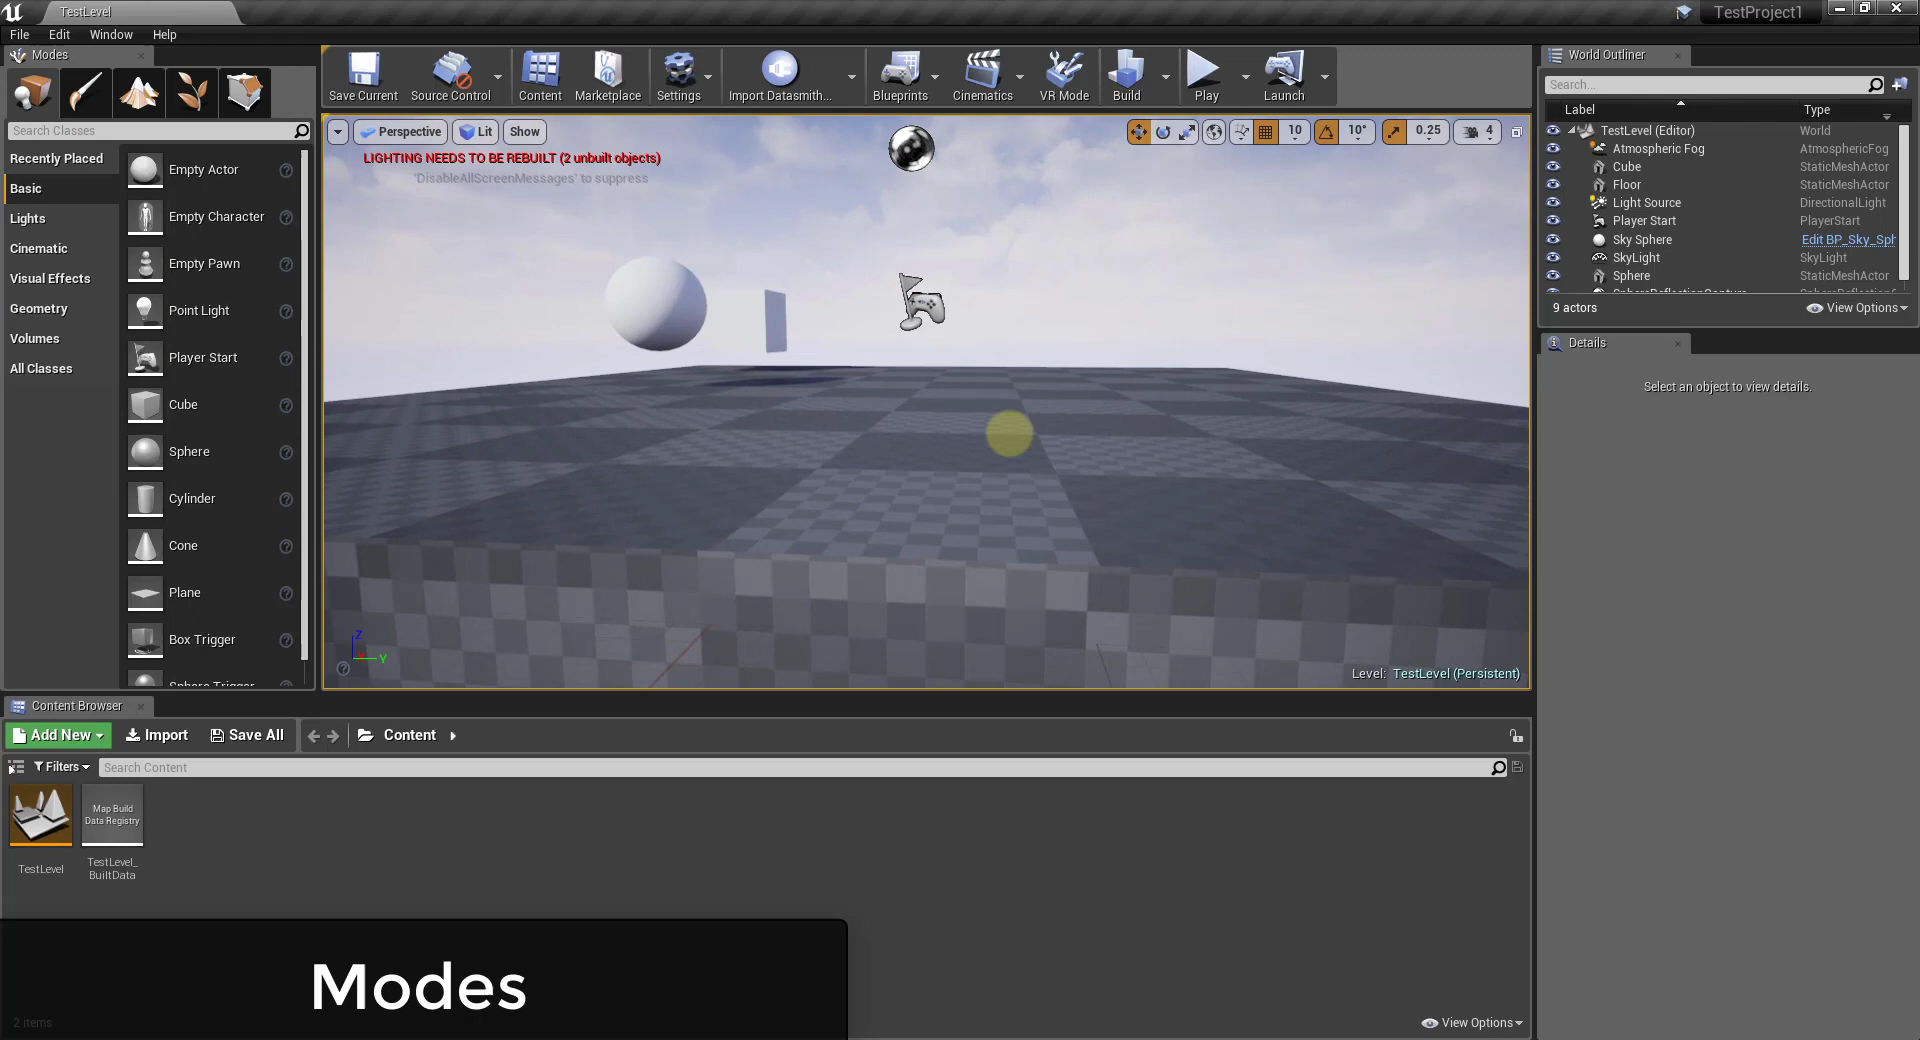 TestLevel
TestProject1
File Edit Window Help
Modes
Search Classes
Recently Placed
Basic
Lights
Cinematic
Visual Effects
Geometry
Volumes
All Classes
Empty Actor
Empty Character
Empty Pawn
Point Light
Player Start
Cube
Sphere
Cylinder
Cone
Plane
Box Trigger
Sphere Trigger
Save Current
Source Control
Content
Marketplace
Settings
Import Datasmith...
Blueprints
Cinematics
VR Mode
Build
Play
Launch
Perspective
Lit
Show
10
10°
0.25
4
LIGHTING NEEDS TO BE REBUILT (2 unbuilt objects)
'DisableAllScreenMessages' to suppress
Z
Y
Level: TestLevel (Persistent)
World Outliner
Search...
Label Type
TestLevel (Editor) World
Atmospheric Fog AtmosphericFog
Cube StaticMeshActor
Floor StaticMeshActor
Light Source DirectionalLight
Player Start PlayerStart
Sky Sphere Edit BP_Sky_Sph
SkyLight SkyLight
Sphere StaticMeshActor
9 actors
View Options
Details
Select an object to view details.
Content Browser
Add New
Import
Save All
Content
Filters
Search Content
Map Build
Data Registry
TestLevel
TestLevel_
BuiltData
Modes
2 items
View Options